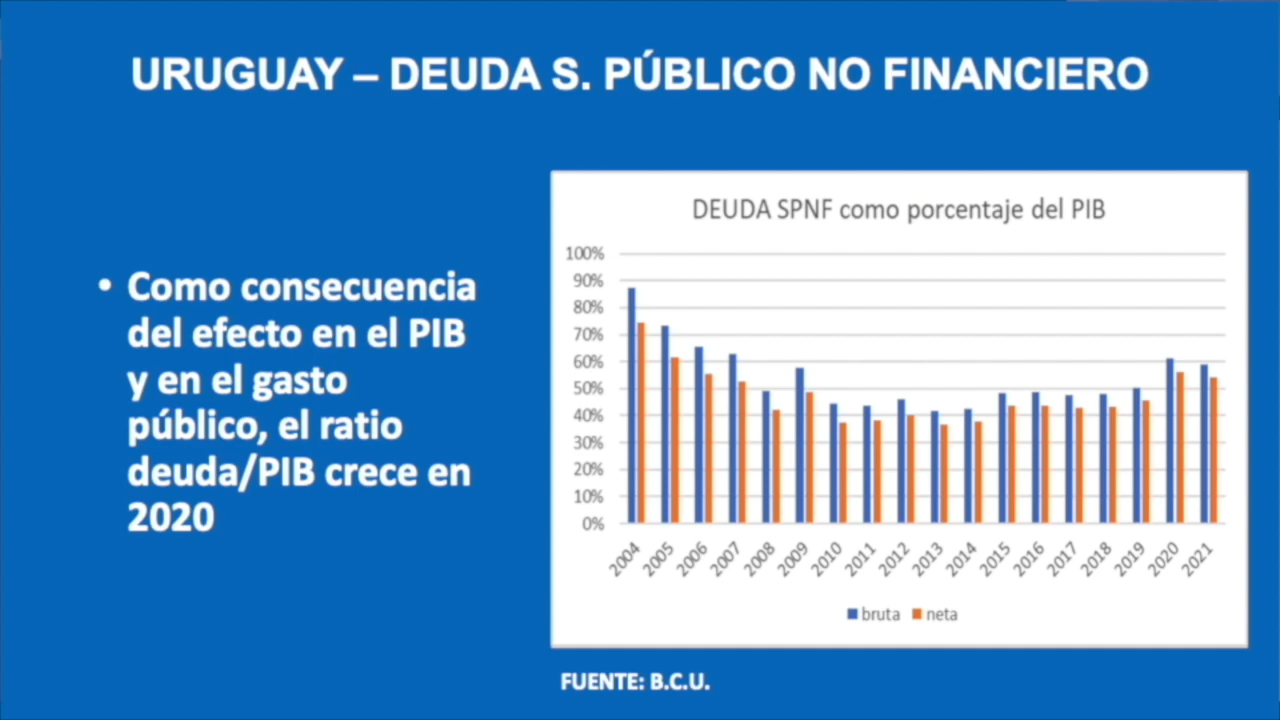 URUGUAY – DEUDA S. PÚBLICO NO FINANCIERO
• Como consecuencia
del efecto en el PIB
y en el gasto
público, el ratio
deuda/PIB crece en
2020
DEUDA SPNF como porcentaje del PIB
100%
90%
80%
70%
60%
50%
40%
30%
20%
10%
0%
2004 2005 2006 2007 2008 2009 2010 2011 2012 2013 2014 2015 2016 2017 2018 2019 2020 2021
bruta neta
FUENTE: B.C.U.